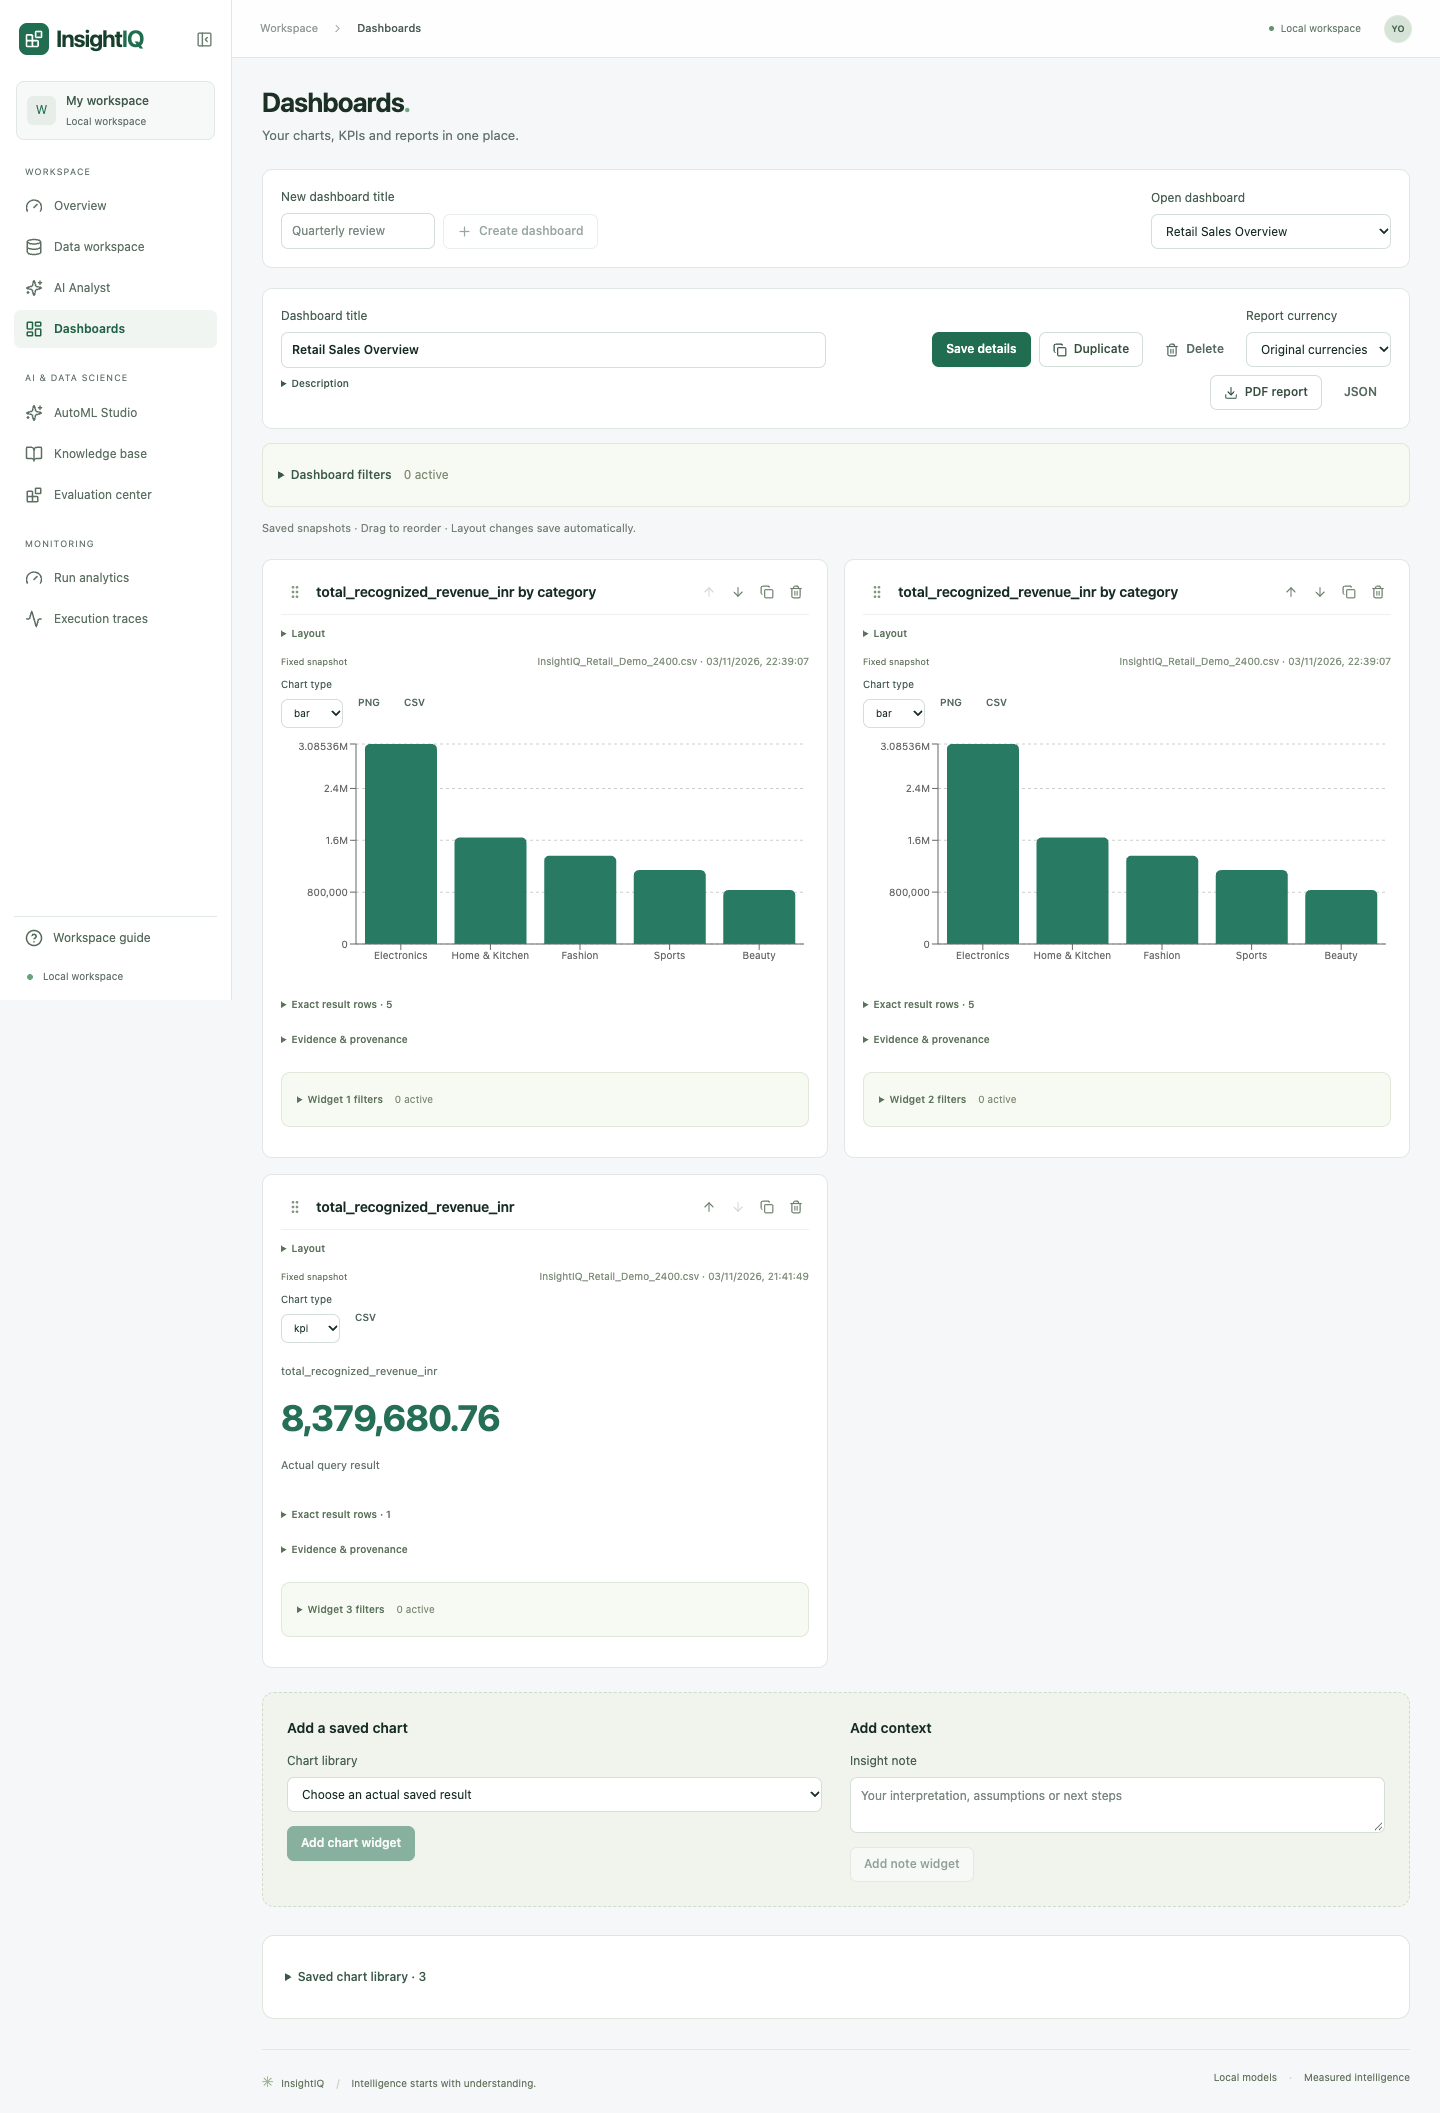 InsightIQ
W
My workspace
Local workspace
WORKSPACE
Overview
Data workspace
AI Analyst
Dashboards
AI & DATA SCIENCE
AutoML Studio
Knowledge base
Evaluation center
MONITORING
Run analytics
Execution traces
Workspace guide
Local workspace
Workspace > Dashboards
Local workspace
YO
Dashboards.
Your charts, KPIs and reports in one place.
New dashboard title
Quarterly review
Create dashboard
Open dashboard
Retail Sales Overview
Dashboard title
Retail Sales Overview
Description
Save details
Duplicate
Delete
Report currency
Original currencies
PDF report
JSON
Dashboard filters 0 active
Saved snapshots · Drag to reorder · Layout changes save automatically.
total_recognized_revenue_inr by category
Layout
Fixed snapshot
InsightIQ_Retail_Demo_2400.csv · 03/11/2026, 22:39:07
Chart type
bar
PNG
CSV
3.08536M
2.4M
1.6M
800,000
0
Electronics
Home & Kitchen
Fashion
Sports
Beauty
Exact result rows · 5
Evidence & provenance
Widget 1 filters 0 active
total_recognized_revenue_inr by category
Layout
Fixed snapshot
InsightIQ_Retail_Demo_2400.csv · 03/11/2026, 22:39:07
Chart type
bar
PNG
CSV
3.08536M
2.4M
1.6M
800,000
0
Electronics
Home & Kitchen
Fashion
Sports
Beauty
Exact result rows · 5
Evidence & provenance
Widget 2 filters 0 active
total_recognized_revenue_inr
Layout
Fixed snapshot
InsightIQ_Retail_Demo_2400.csv · 03/11/2026, 21:41:49
Chart type
kpi
CSV
total_recognized_revenue_inr
8,379,680.76
Actual query result
Exact result rows · 1
Evidence & provenance
Widget 3 filters 0 active
Add a saved chart
Chart library
Choose an actual saved result
Add chart widget
Add context
Insight note
Your interpretation, assumptions or next steps
Add note widget
Saved chart library · 3
InsightIQ / Intelligence starts with understanding.
Local models · Measured intelligence